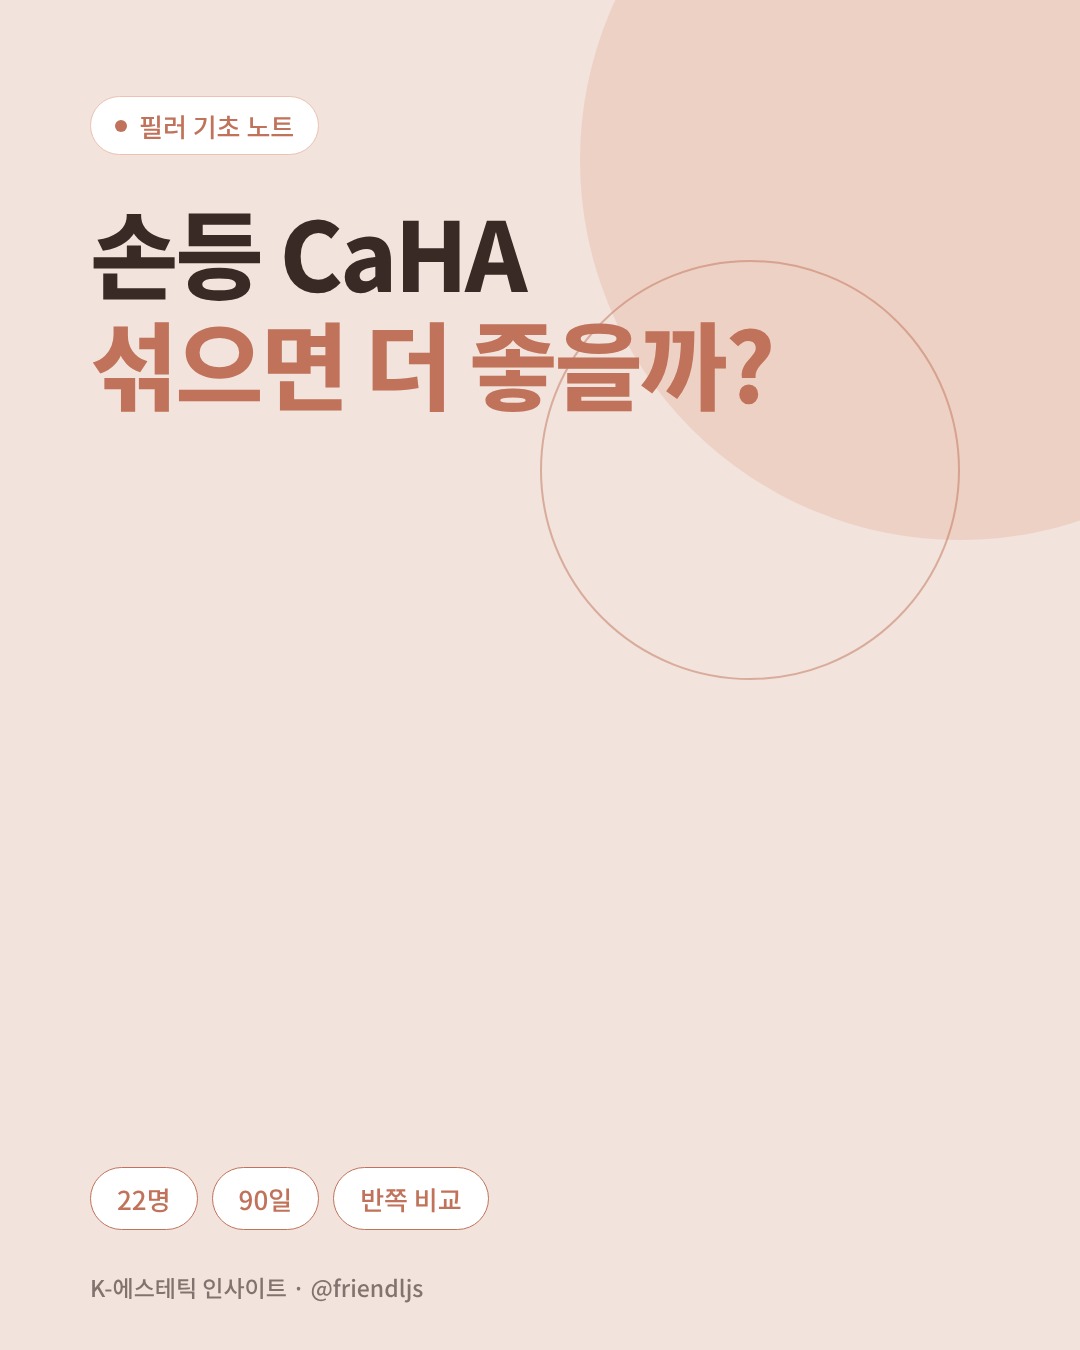 필러 기초 노트
손등 CaHA
섞으면 더 좋을까?
22명
90일
반쪽 비교
K-에스테틱 인사이트 · @friendljs